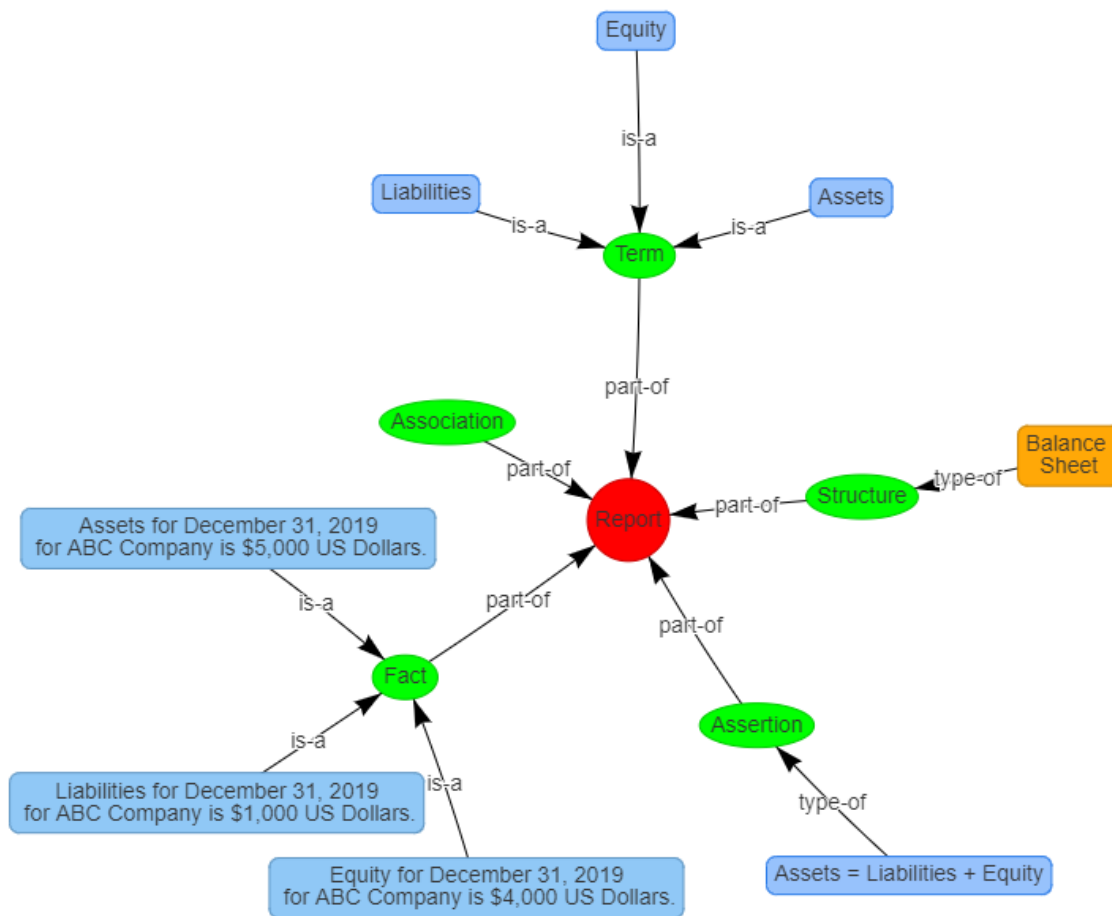 Equity
is-a
Liabilities
Assets
is-a
is-a
Term
part-of
Association
part-of
Balance
Sheet
type-of
Structure
part-of
Report
Assets for December 31, 2019
for ABC Company is $5,000 US Dollars.
is-a
part-of
part-of
Fact
Assertion
is-a
is-a
Liabilities for December 31, 2019
for ABC Company is $1,000 US Dollars.
type-of
Equity for December 31, 2019
for ABC Company is $4,000 US Dollars.
Assets = Liabilities + Equity